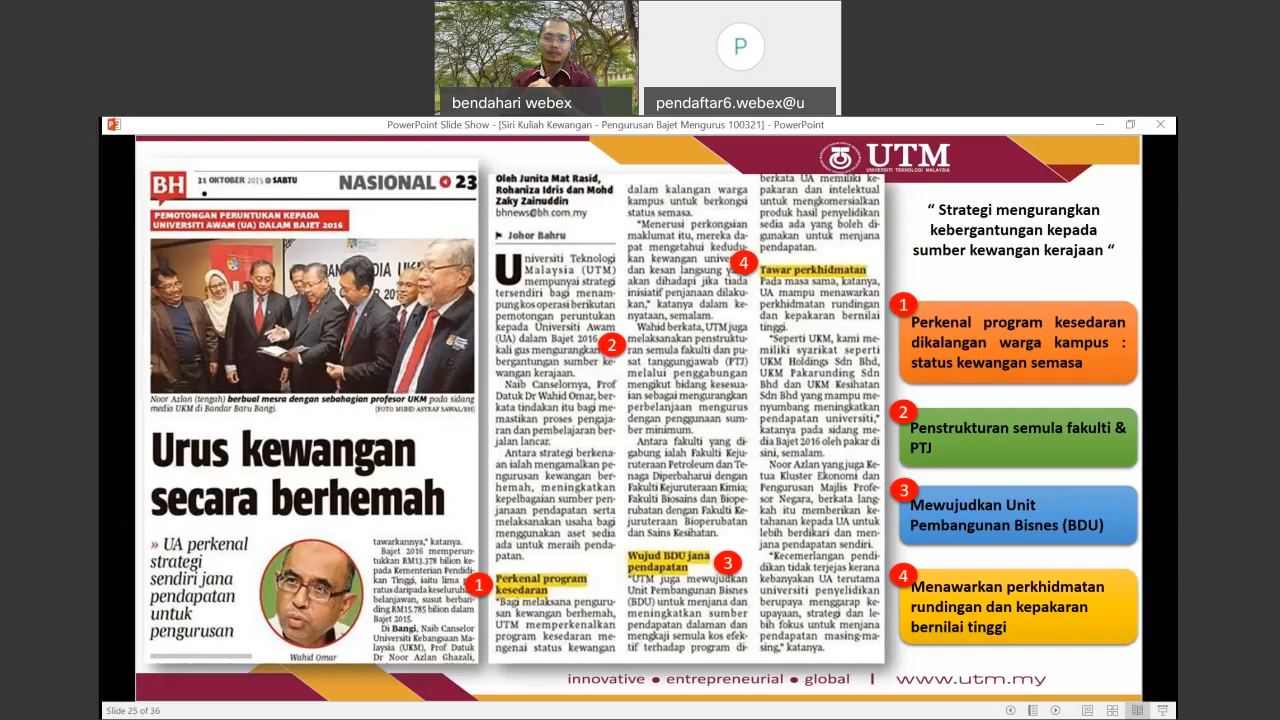 bendahari webex
P
pendaftar6.webex@u
PowerPoint Slide Show - [Siri Kuliah Kewangan - Pengurusan Bajet Mengurus 100321] - PowerPoint
UTM
UNIVERSITI TEKNOLOGI MALAYSIA
BH
31 OKTOBER 2015 @ SABTU
NASIONAL 23
PEMOTONGAN PERUNTUKAN KEPADA
UNIVERSITI AWAM (UA) DALAM BAJET 2016
Noor Azlan (tengah) berbual mesra dengan sebahagian profesor UKM pada sidang
media UKM di Bandar Baru Bangi.
[FOTO MUHD ASYRAF SAWAL/BH]
Urus kewangan
secara berhemah
» UA perkenal
strategi
sendiri jana
pendapatan
untuk
pengurusan
Wahid Omar
tawarkannya," katanya.
Bajet 2016 memperun-
tukkan RM13.378 bilion ke-
pada Kementerian Pendidi-
kan Tinggi, iaitu lima
ratus daripada keseluruh
belanjawan, susut berban-
ding RM15.785 bilion dalam
Bajet 2015.
Di Bangi, Naib Canselor
Universiti Kebangsaan Ma-
laysia (UKM), Prof Datuk
Dr Noor Azlan Ghazali,
Oleh Junita Mat Rasid,
Rohaniza Idris dan Mohd
Zaky Zainuddin
bhnews@bh.com.my
Johor Bahru
Universiti Teknologi
Malaysia (UTM)
mempunyai strategi
tersendiri bagi menam-
pung kos operasi berikutan
pemotongan peruntukan
kepada Universiti Awam
(UA) dalam Bajet 2016
kali gus mengurangkan
bergantungan sumber ke-
wangan kerajaan.
Naib Canselornya, Prof
Datuk Dr Wahid Omar, ber-
kata tindakan itu bagi me-
mastikan proses pengaja-
ran dan pembelajaran ber-
jalan lancar.
Antara strategi berkena-
an ialah mengamalkan pe-
ngurusan kewangan ber-
hemah, meningkatkan
kepelbagaian sumber pen-
janaan pendapatan serta
melaksanakan usaha bagi
menggunakan aset sedia
ada untuk meraih penda-
patan.
1
Perkenal program
kesedaran
"Bagi melaksana penguru-
san kewangan berhemah,
UTM memperkenalkan
program kesedaran me-
ngenai status kewangan
dalam kalangan warga
kampus untuk berkongsi
status semasa.
"Menerusi perkongsian
maklumat itu, mereka da-
pat mengetahui kedudu-
kan kewangan
dan kesan langsung
akan dihadapi jika tiada
inisiatif penjanaan dilaku-
kan," katanya dalam ke-
nyataan, semalam.
Wahid berkata, UTM juga
2
melaksanakan penstruktu-
ran semula fakulti dan pu-
sat tanggungjawab (PTJ)
melalui penggabungan
mengikut bidang kesesua-
ian sebagai mengurangkan
perbelanjaan mengurus
dengan penggunaan sum-
ber minimum.
Antara fakulti yang di-
gabung ialah Fakulti Keju-
ruteraan Petroleum dan Te-
naga Diperbaharui dengan
Fakulti Kejuruteraan Kimia;
Fakulti Biosains dan Biope-
rubatan dengan Fakulti Ke-
juruteraan Bioperubatan
dan Sains Kesihatan.
Wujud BDU jana
pendapatan
3
"UTM juga mewujudkan
Unit Pembangunan Bisnes
(BDU) untuk menjana dan
meningkatkan sumber
pendapatan dalaman dan
mengkaji semula kos efek-
tif terhadap program di-
berkata UA memiliki ke-
pakaran dan intelektual
untuk mengkomersialkan
produk hasil penyelidikan
sedia ada yang boleh di-
gunakan untuk menjana
pendapatan.
4
Tawar perkhidmatan
Pada masa sama, katanya,
UA mampu menawarkan
perkhidmatan rundingan
dan kepakaran bernilai
tinggi.
"Seperti UKM, kami me-
miliki syarikat seperti
UKM Holdings Sdn Bhd,
UKM Pakarunding Sdn
Bhd dan UKM Kesihatan
Sdn Bhd yang mampu me-
nyumbang meningkatkan
pendapatan universiti,"
katanya pada sidang me-
dia Bajet 2016 oleh pakar di
sini, semalam.
Noor Azlan yang juga Ke-
tua Kluster Ekonomi dan
Pengurusan Majlis Profe-
sor Negara, berkata lang-
kah itu memberikan ke-
tahanan kepada UA untuk
lebih berdikari dan men-
jana pendapatan sendiri.
"Kecemerlangan pendi-
dikan tidak terjejas kerana
kebanyakan UA terutama
universiti penyelidikan
berupaya menggarap ke-
upayaan, strategi dan le-
bih fokus untuk menjana
pendapatan masing-ma-
sing," katanya.
“ Strategi mengurangkan
kebergantungan kepada
sumber kewangan kerajaan “
1
Perkenal program kesedaran
dikalangan warga kampus :
status kewangan semasa
2
Penstrukturan semula fakulti &
PTJ
3
Mewujudkan Unit
Pembangunan Bisnes (BDU)
4
Menawarkan perkhidmatan
rundingan dan kepakaran
bernilai tinggi
innovative ● entrepreneurial ● global | www.utm.my
Slide 25 of 36